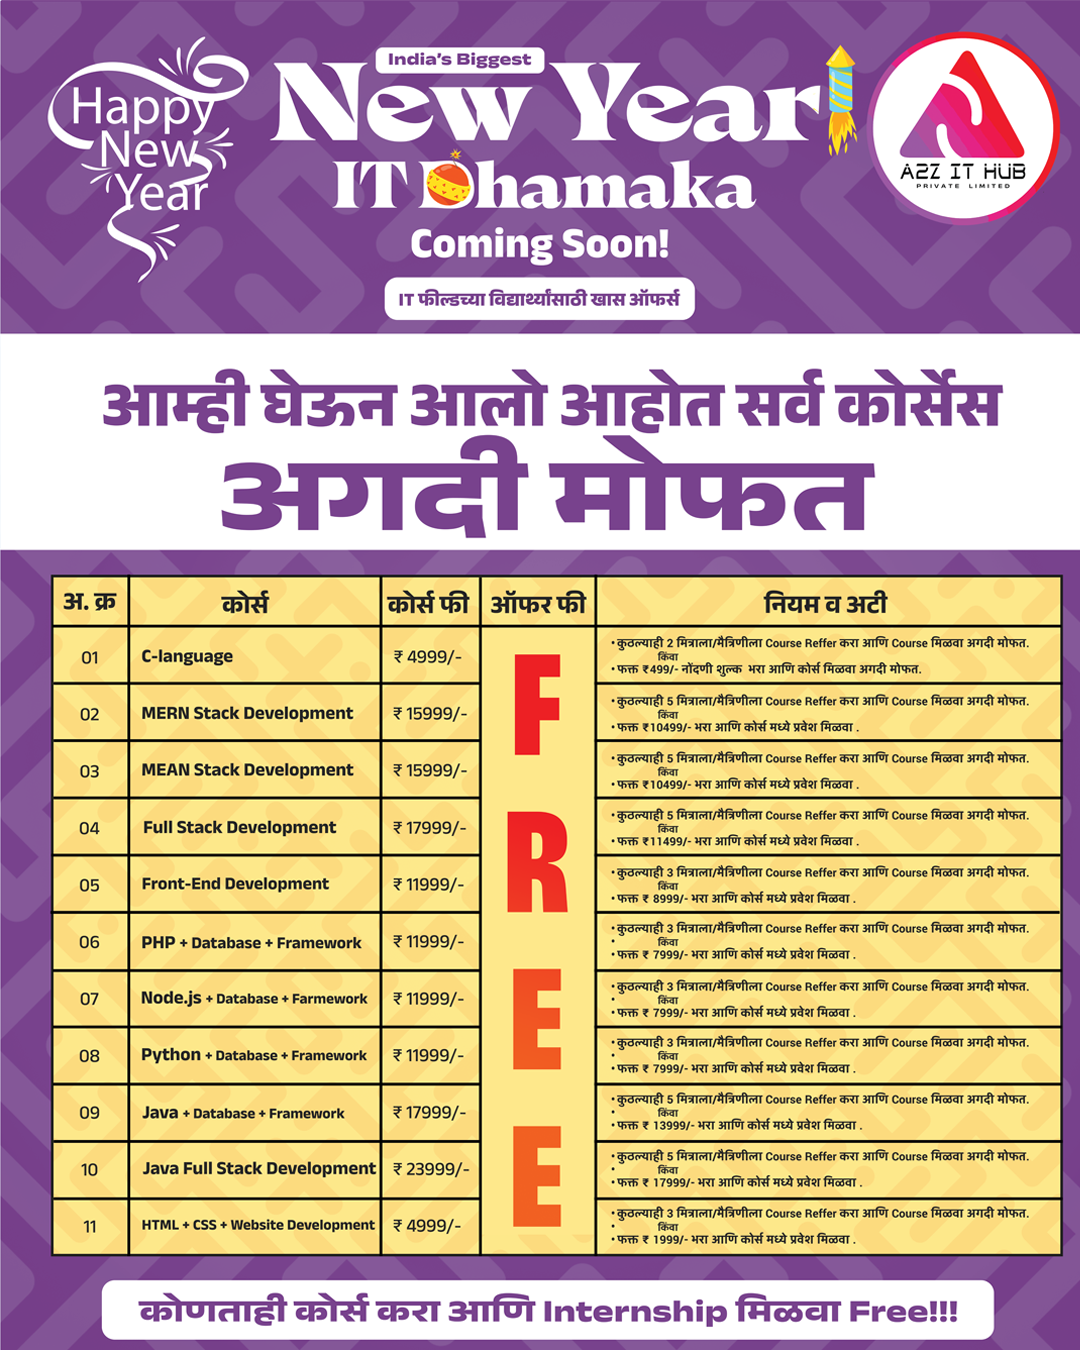 Happy
New
Year
India's Biggest
New Year
IT Dhamaka
Coming Soon!
IT फील्डच्या विद्यार्थ्यांसाठी खास ऑफर्स
A2Z IT HUB
PRIVATE LIMITED
आम्ही घेऊन आलो आहोत सर्व कोर्सेस
अगदी मोफत
अ. क्र कोर्स कोर्स फी ऑफर फी नियम व अटी
FREE
01 C-language ₹ 4999/-
• कुठल्याही 2 मित्राला/मैत्रिणीला Course Reffer करा आणि Course मिळवा अगदी मोफत.
किंवा
• फक्त ₹499/- नोंदणी शुल्क भरा आणि कोर्स मिळवा अगदी मोफत.
02 MERN Stack Development ₹ 15999/-
• कुठल्याही 5 मित्राला/मैत्रिणीला Course Reffer करा आणि Course मिळवा अगदी मोफत.
किंवा
• फक्त ₹10499/- भरा आणि कोर्स मध्ये प्रवेश मिळवा .
03 MEAN Stack Development ₹ 15999/-
• कुठल्याही 5 मित्राला/मैत्रिणीला Course Reffer करा आणि Course मिळवा अगदी मोफत.
किंवा
• फक्त ₹10499/- भरा आणि कोर्स मध्ये प्रवेश मिळवा .
04 Full Stack Development ₹ 17999/-
• कुठल्याही 5 मित्राला/मैत्रिणीला Course Reffer करा आणि Course मिळवा अगदी मोफत.
किंवा
• फक्त ₹11499/- भरा आणि कोर्स मध्ये प्रवेश मिळवा .
05 Front-End Development ₹ 11999/-
• कुठल्याही 3 मित्राला/मैत्रिणीला Course Reffer करा आणि Course मिळवा अगदी मोफत.
किंवा
• फक्त ₹ 8999/- भरा आणि कोर्स मध्ये प्रवेश मिळवा .
06 PHP + Database + Framework ₹ 11999/-
• कुठल्याही 3 मित्राला/मैत्रिणीला Course Reffer करा आणि Course मिळवा अगदी मोफत.
• किंवा
• फक्त ₹ 7999/- भरा आणि कोर्स मध्ये प्रवेश मिळवा .
07 Node.js + Database + Farmework ₹ 11999/-
• कुठल्याही 3 मित्राला/मैत्रिणीला Course Reffer करा आणि Course मिळवा अगदी मोफत.
• किंवा
• फक्त ₹ 7999/- भरा आणि कोर्स मध्ये प्रवेश मिळवा .
08 Python + Database + Framework ₹ 11999/-
• कुठल्याही 3 मित्राला/मैत्रिणीला Course Reffer करा आणि Course मिळवा अगदी मोफत.
• किंवा
• फक्त ₹ 7999/- भरा आणि कोर्स मध्ये प्रवेश मिळवा .
09 Java + Database + Framework ₹ 17999/-
• कुठल्याही 5 मित्राला/मैत्रिणीला Course Reffer करा आणि Course मिळवा अगदी मोफत.
• किंवा
• फक्त ₹ 13999/- भरा आणि कोर्स मध्ये प्रवेश मिळवा .
10 Java Full Stack Development ₹ 23999/-
• कुठल्याही 5 मित्राला/मैत्रिणीला Course Reffer करा आणि Course मिळवा अगदी मोफत.
• किंवा
• फक्त ₹ 17999/- भरा आणि कोर्स मध्ये प्रवेश मिळवा .
11 HTML + CSS + Website Development ₹ 4999/-
• कुठल्याही 3 मित्राला/मैत्रिणीला Course Reffer करा आणि Course मिळवा अगदी मोफत.
• किंवा
• फक्त ₹ 1999/- भरा आणि कोर्स मध्ये प्रवेश मिळवा .
कोणताही कोर्स करा आणि Internship मिळवा Free!!!